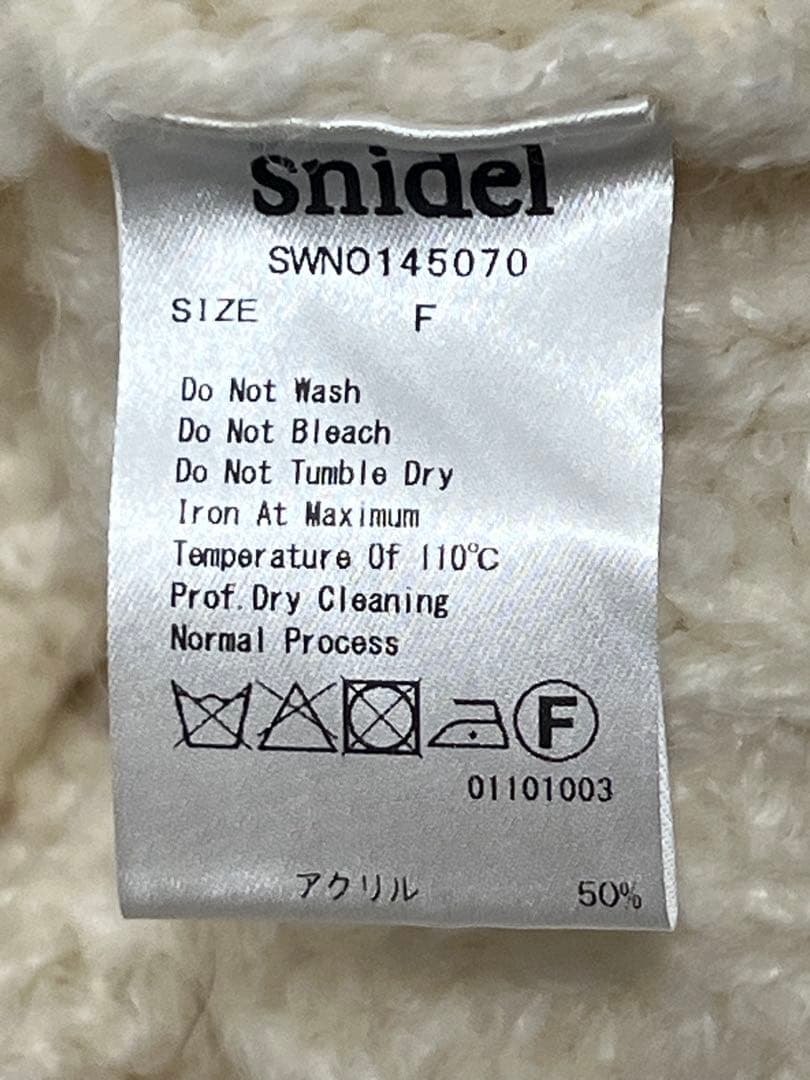 snidel
SWNO145070
SIZE F
Do Not Wash
Do Not Bleach
Do Not Tumble Dry
Iron At Maximum
Temperature Of 110℃
Prof.Dry Cleaning
Normal Process
F
01101003
アクリル 50%